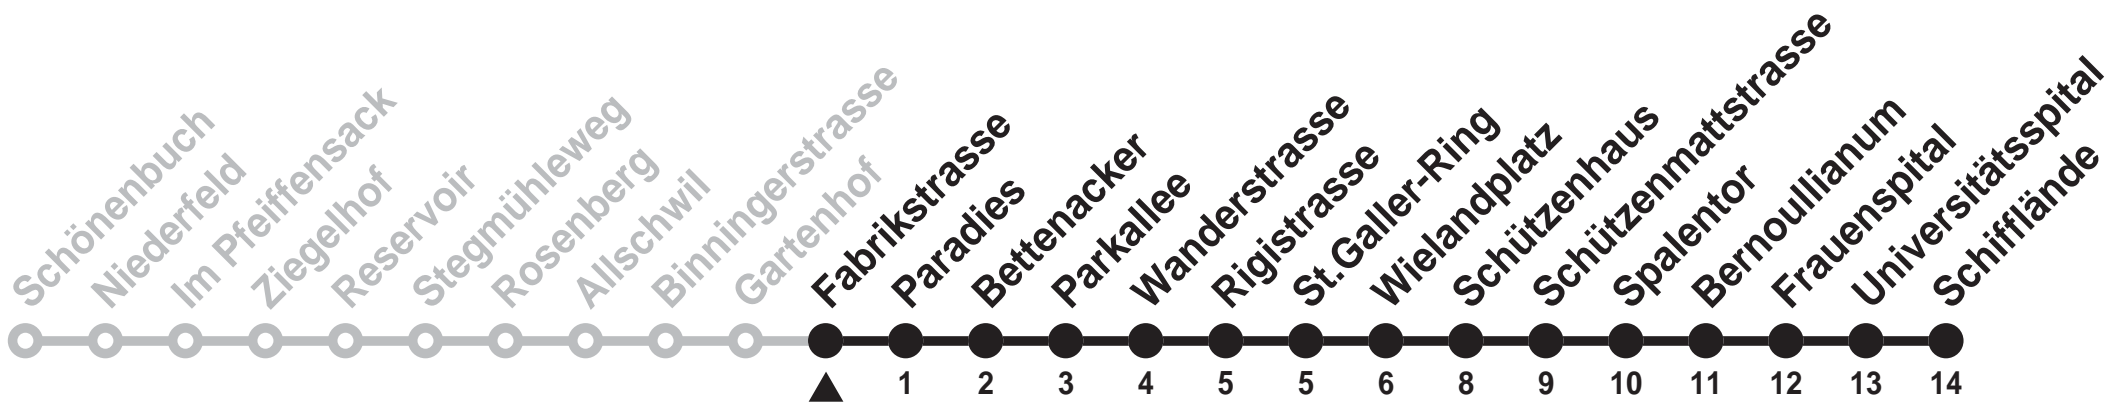 Schönenbuch
Niederfeld
Im Pfeiffensack
Ziegelhof
Reservoir
Stegmühleweg
Rosenberg
Allschwil
Binningerstrasse
Gartenhof
Fabrikstrasse
Paradies
Bettenacker
Parkallee
Wanderstrasse
Rigistrasse
St.Galler-Ring
Wielandplatz
Schützenhaus
Schützenmattstrasse
Spalentor
Bernoullianum
Frauenspital
Universitätsspital
Schifflände
1 2 3 4 5 5 6 8 9 10 11 12 13 14